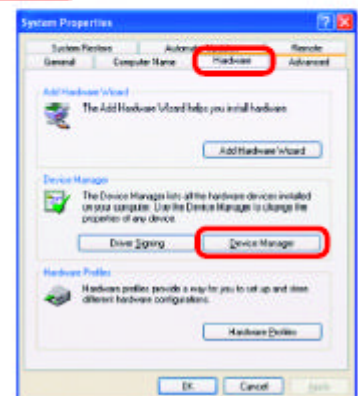 System Properties
System Restore Automatic Remote
General Computer Name Hardware Advanced
Add Hardware Wizard
The Add Hardware Wizard helps you install hardware.
Add Hardware Wizard
Device Manager
The Device Manager lists all the hardware devices installed
on your computer. Use the Device Manager to change the
properties of any device.
Driver Signing Device Manager
Hardware Profiles
Hardware profiles provide a way for you to set up and store
different hardware configurations.
Hardware Profiles
OK Cancel Apply